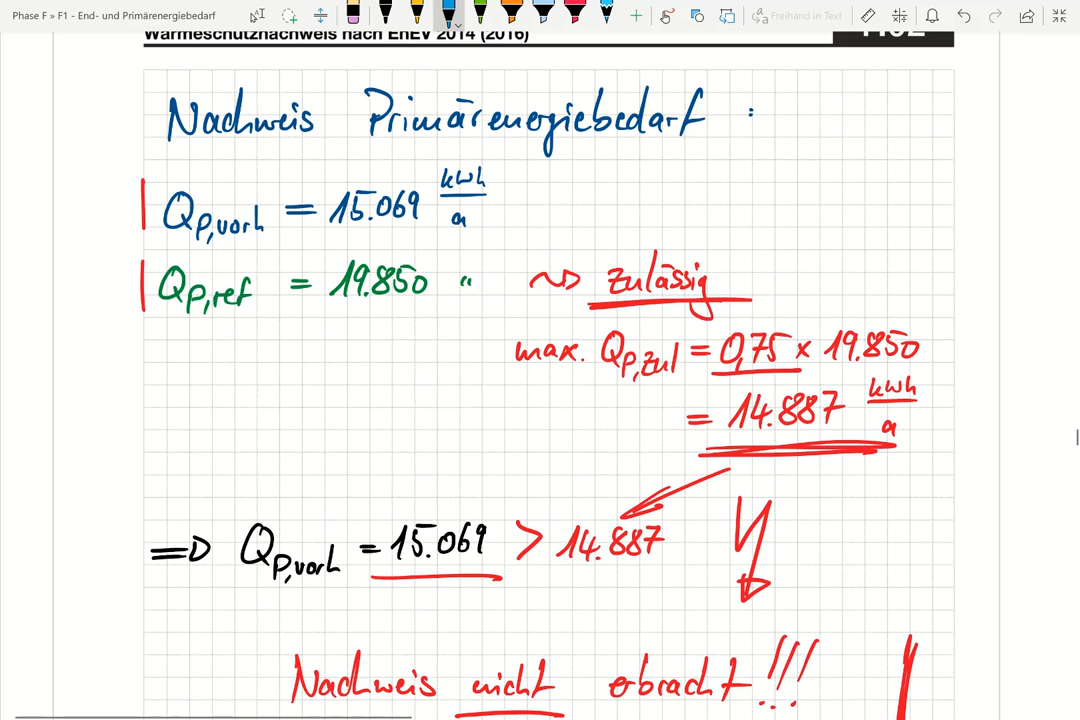 Phase F » F1 - End- und Primärenergiebedarf
Freihand in Text
Wärmeschutznachweis nach EnEV 2014 (2016)
Nachweis Primärenergiebedarf :
Qp,vorh = 15.069 kWh/a
Qp,ref = 19.850 " ~> zulässig
max. Qp,zul = 0,75 x 19.850
= 14.887 kWh/a
=> Qp,vorh = 15.069 > 14.887
Nachweis nicht erbracht !!!